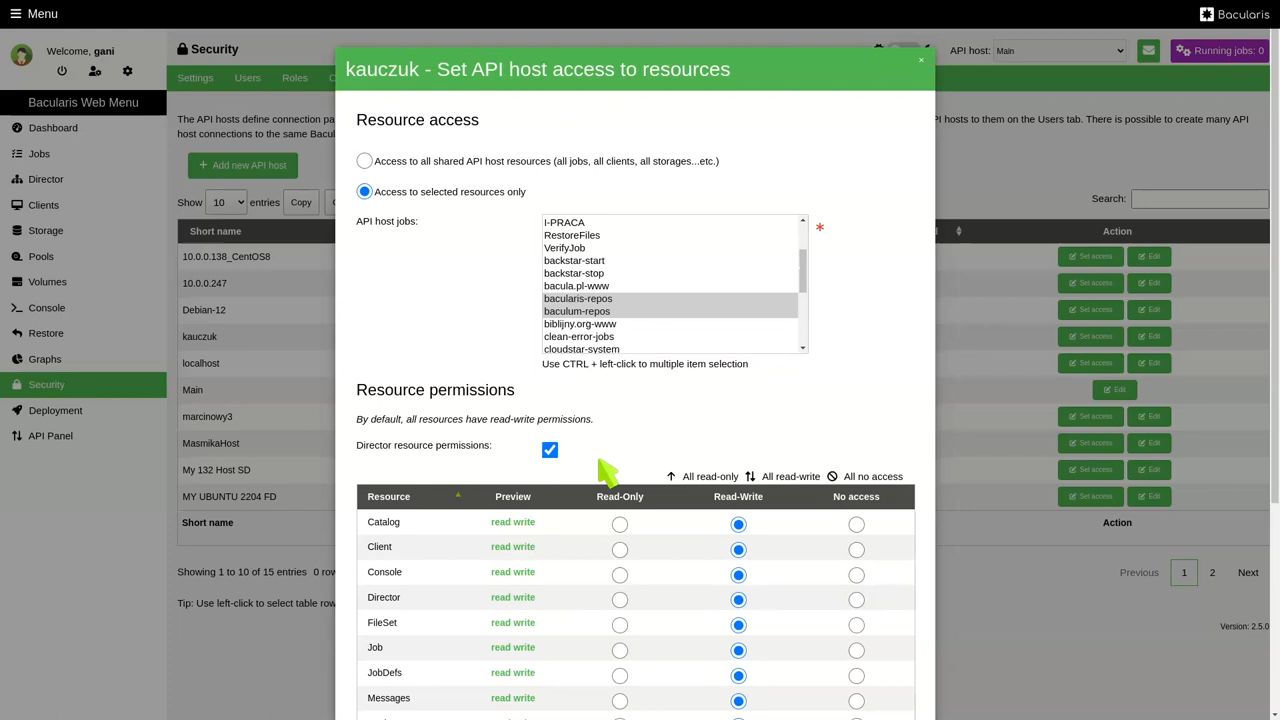 Menu
Bacularis
Welcome, gani
Security
API host: Main
Running jobs: 0
Settings Users Roles
Bacularis Web Menu
Dashboard
Jobs
Director
Clients
Storage
Pools
Volumes
Console
Restore
Graphs
Security
Deployment
API Panel
The API hosts define connection pa
I hosts to them on the Users tab. There is possible to create many API
host connections to the same Bacul
Add new API host
Show 10 entries Copy
Search:
Short name Action
10.0.0.138_CentOS8 Set access Edit
10.0.0.247 Set access Edit
Debian-12 Set access Edit
kauczuk Set access Edit
localhost Set access Edit
Main Edit
marcinowy3 Set access Edit
MasmikaHost Set access Edit
My 132 Host SD Set access Edit
MY UBUNTU 2204 FD Set access Edit
Short name Action
Showing 1 to 10 of 15 entries 0 row
Previous 1 2 Next
Tip: Use left-click to select table row
Version: 2.5.0
kauczuk - Set API host access to resources
×
Resource access
Access to all shared API host resources (all jobs, all clients, all storages...etc.)
Access to selected resources only
API host jobs:
I-PRACA
RestoreFiles
VerifyJob
backstar-start
backstar-stop
bacula.pl-www
bacularis-repos
baculum-repos
biblijny.org-www
clean-error-jobs
cloudstar-system
*
Use CTRL + left-click to multiple item selection
Resource permissions
By default, all resources have read-write permissions.
Director resource permissions:
All read-only All read-write All no access
Resource Preview Read-Only Read-Write No access
Catalog read write
Client read write
Console read write
Director read write
FileSet read write
Job read write
JobDefs read write
Messages read write